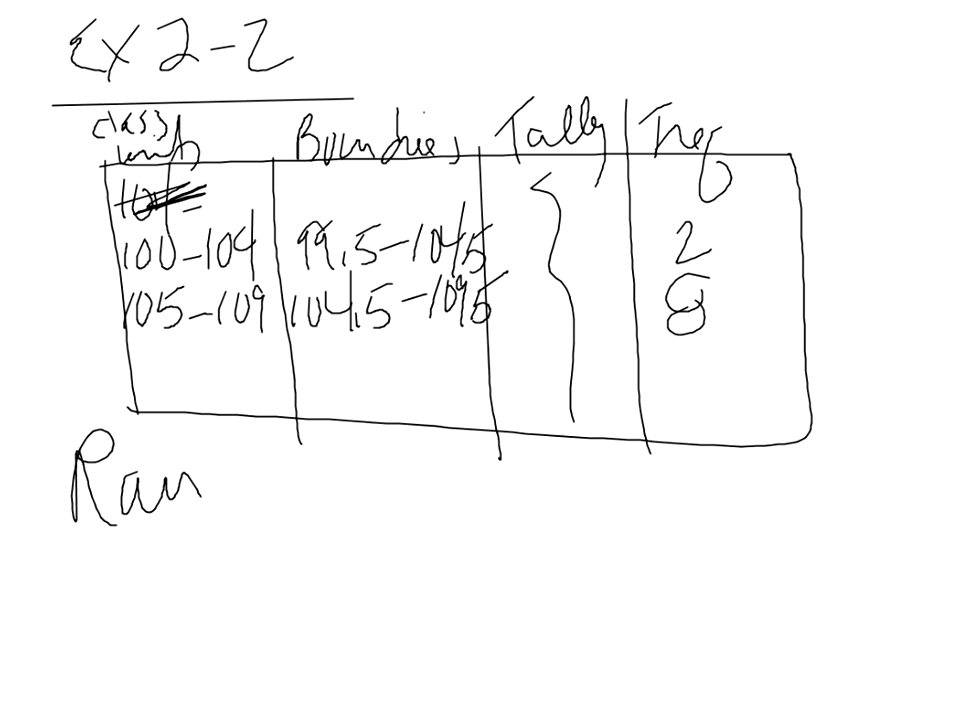 Ex 2-2
class limits Boundries Tally Freq
100-104 99.5-104.5 2
105-109 104.5-109.5 8
Ran